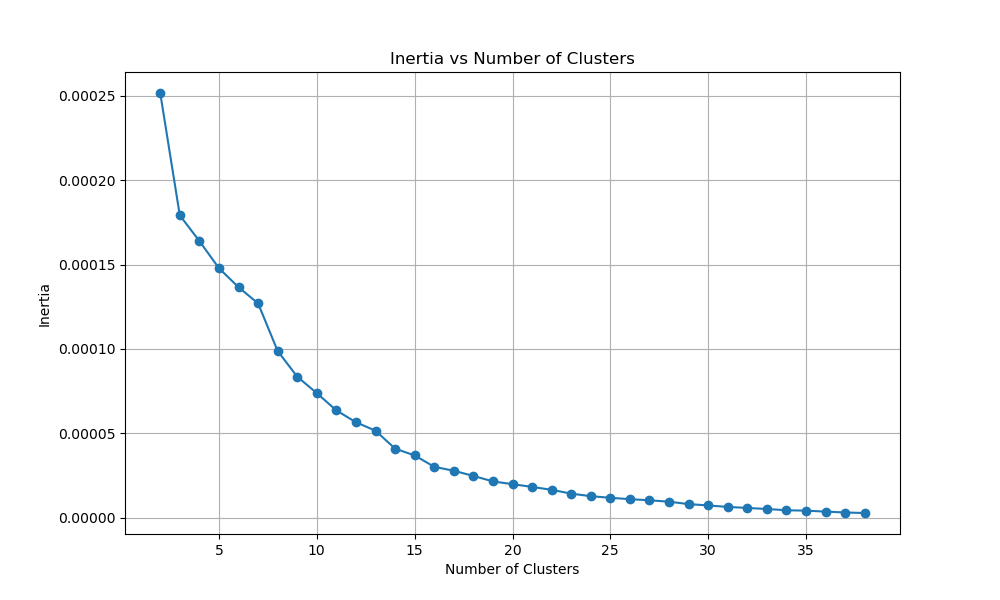 Inertia vs Number of Clusters
0.00025
0.00020
0.00015
0.00010
0.00005
0.00000
Inertia
5 10 15 20 25 30 35
Number of Clusters